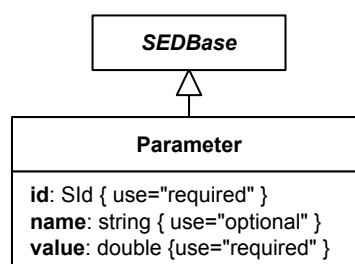 SEDBase
Parameter
id: SId { use="required" }
name: string { use="optional" }
value: double {use="required" }